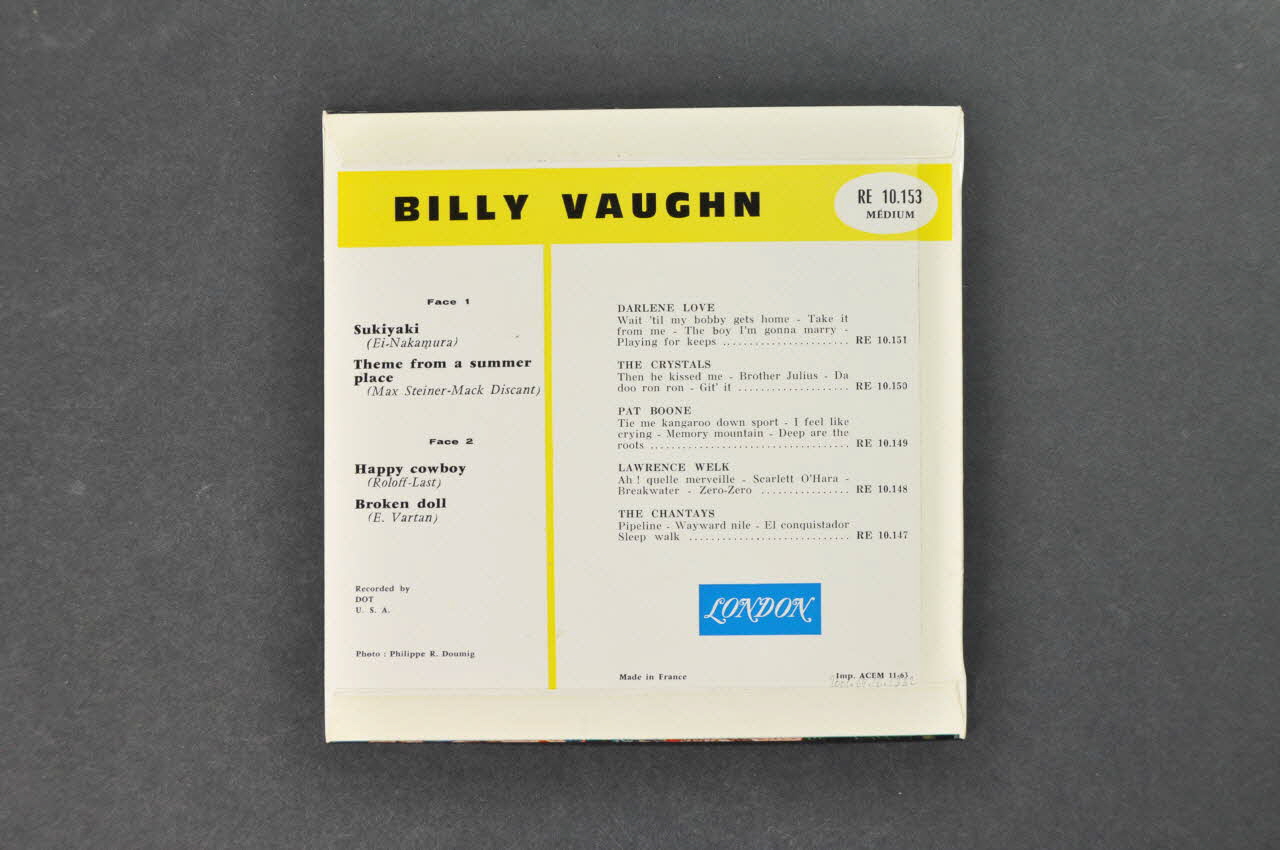 BILLY VAUGHN
RE 10.153
MÉDIUM
Face 1
Sukiyaki
(Ei-Nakamura)
Theme from a summer
place
(Max Steiner-Mack Discant)
Face 2
Happy cowboy
(Roloff-Last)
Broken doll
(E. Vartan)
Recorded by
DOT
U. S. A.
Photo : Philippe R. Doumig
DARLENE LOVE
Wait 'til my bobby gets home - Take it
from me - The boy I'm gonna marry -
Playing for keeps ....................... RE 10.151
THE CRYSTALS
Then he kissed me - Brother Julius - Da
doo ron ron - Git' it .................... RE 10.150
PAT BOONE
Tie me kangaroo down sport - I feel like
crying - Memory mountain - Deep are the
roots .................................... RE 10.149
LAWRENCE WELK
Ah ! quelle merveille - Scarlett O'Hara -
Breakwater - Zero-Zero ................ RE 10.148
THE CHANTAYS
Pipeline - Wayward nile - El conquistador
Sleep walk ............................. RE 10.147
LONDON
Made in France
Imp. ACEM 11-63